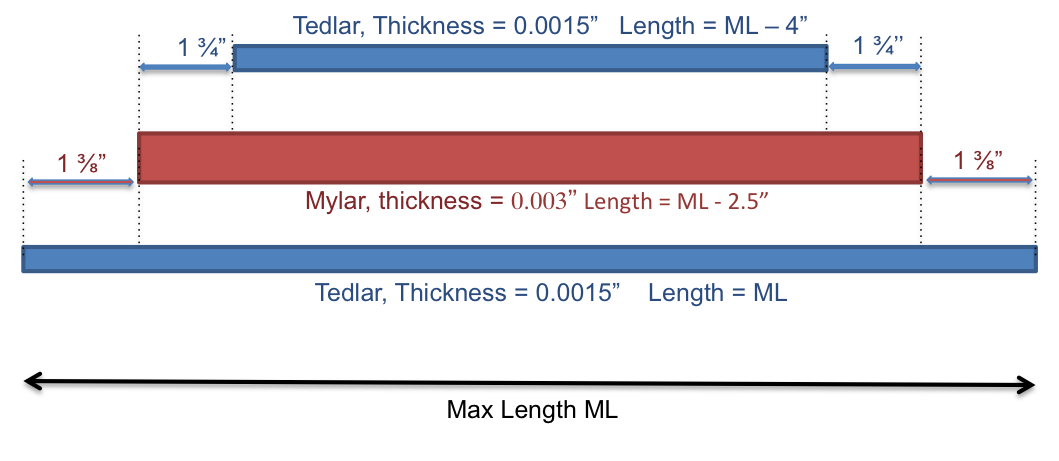 Tedlar, Thickness = 0.0015” Length = ML – 4”
1 ¾” 1 ¾’’
1 ⅜” 1 ⅜”
Mylar, thickness = 0.003” Length = ML - 2.5”
Tedlar, Thickness = 0.0015” Length = ML
Max Length ML